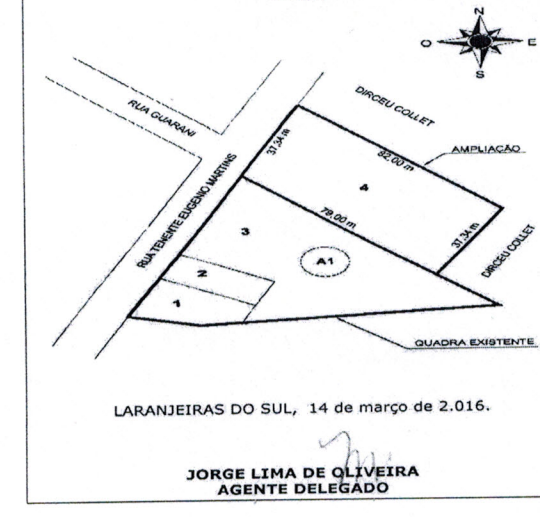 N
O E
S
DIRCEU COLLET
RUA GUARANI
37,34 m
92,00 m
AMPLIAÇÃO
RUA TENENTE EUGENIO MARTINS
4
79,00 m
3
37,34 m
DIRCEU COLLET
A1
2
1
QUADRA EXISTENTE
LARANJEIRAS DO SUL, 14 de março de 2.016.
JORGE LIMA DE OLIVEIRA
AGENTE DELEGADO